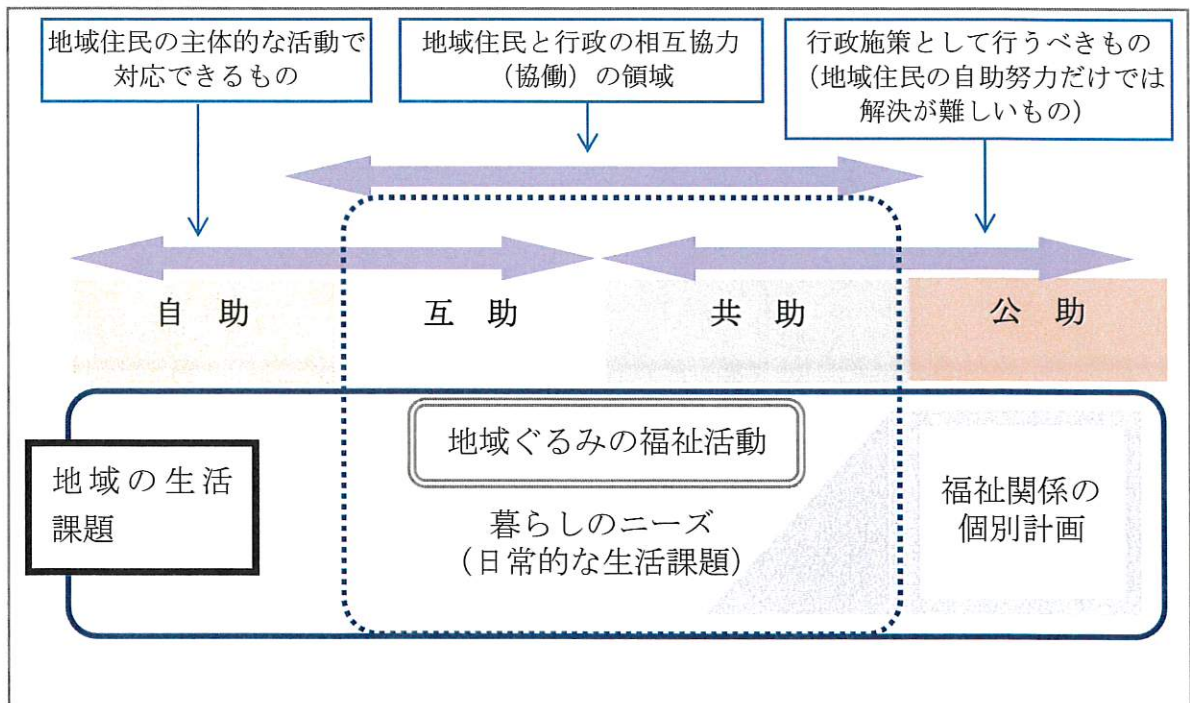 地域住民の主体的な活動で
対応できるもの
地域住民と行政の相互協力
(協働)の領域
行政施策として行うべきもの
(地域住民の自助努力だけでは
解決が難しいもの)
自 助
互 助
共 助
公 助
地域の生活
課題
地域ぐるみの福祉活動
暮らしのニーズ
(日常的な生活課題)
福祉関係の
個別計画